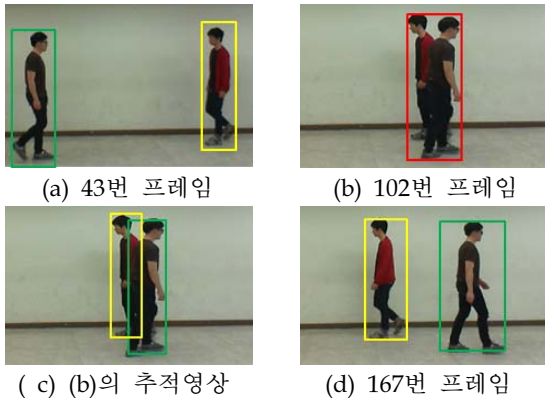 (a) 43번 프레임
(b) 102번 프레임
( c) (b)의 추적영상
(d) 167번 프레임